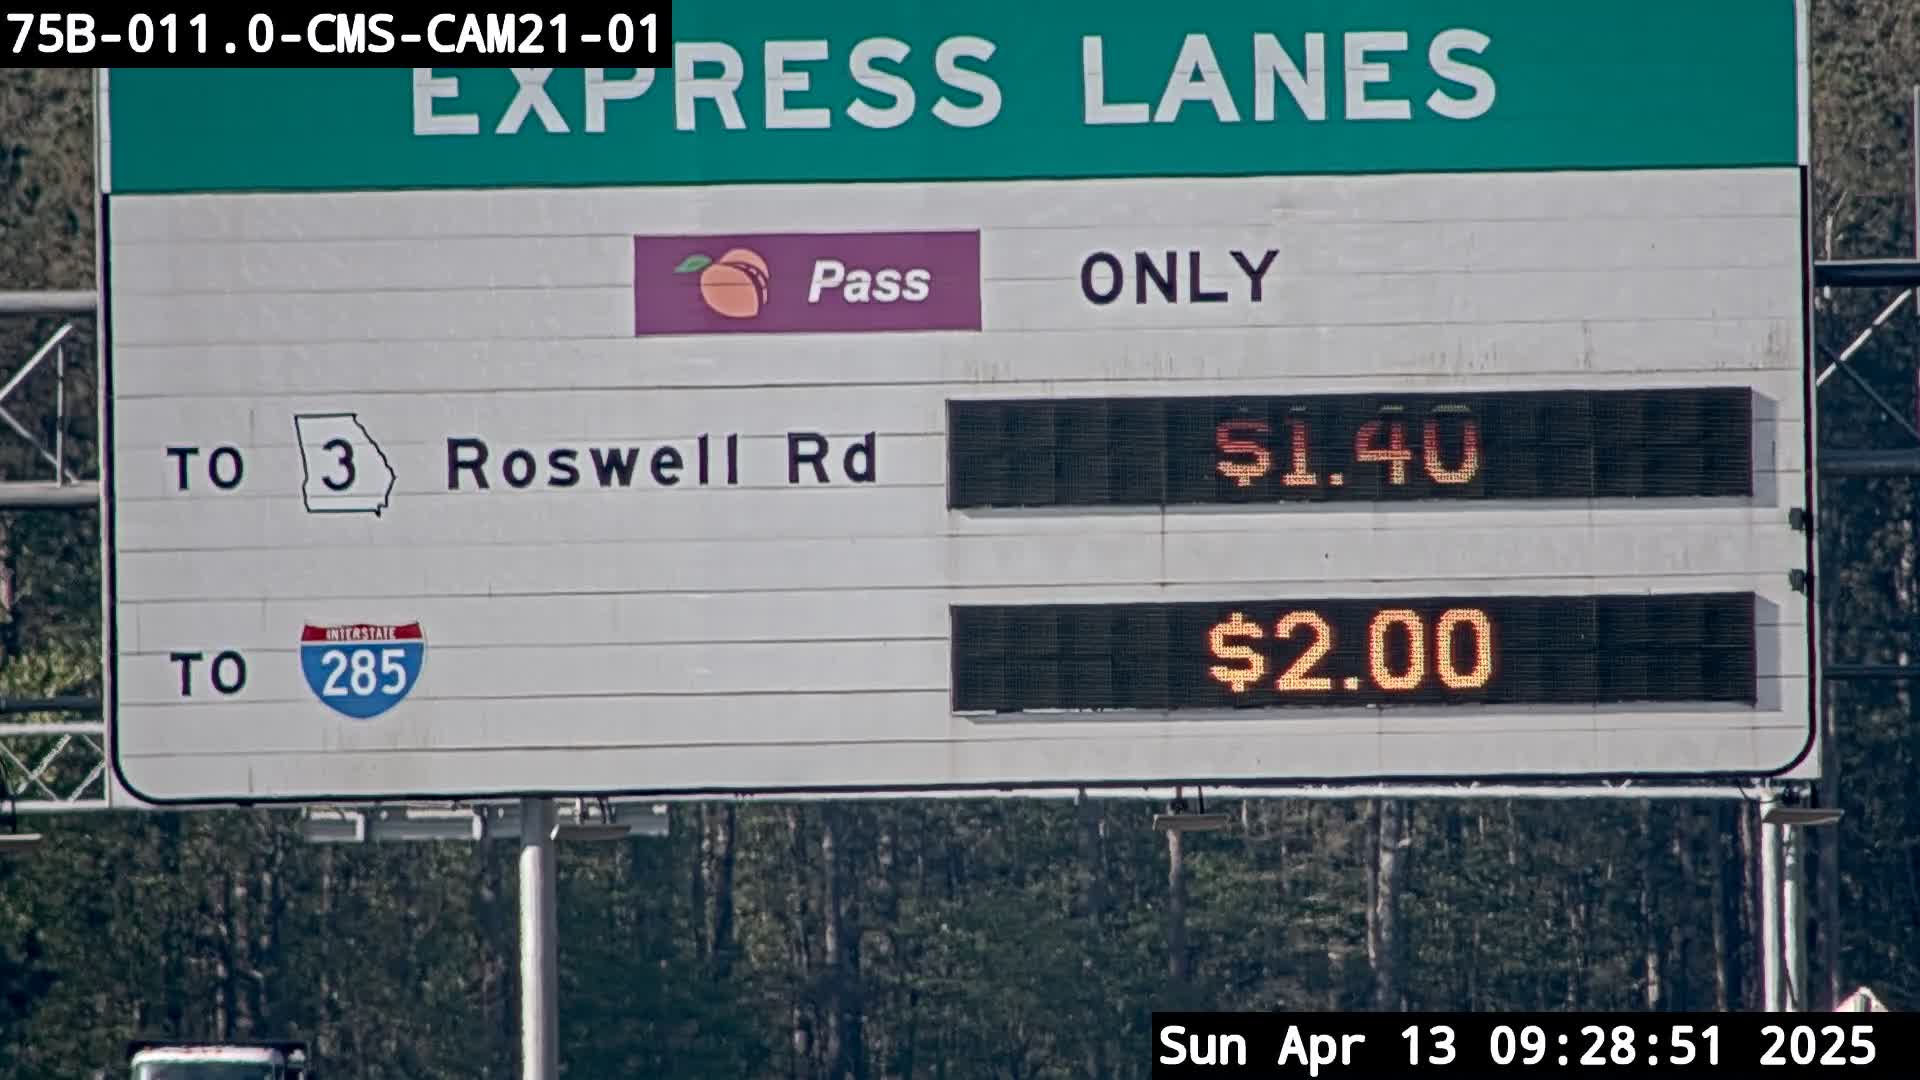 75B-011.0-CMS-CAM21-01
EXPRESS LANES
Pass ONLY
TO 3 Roswell Rd $1.40
INTERSTATE
TO 285 $2.00
Sun Apr 13 09:28:51 2025